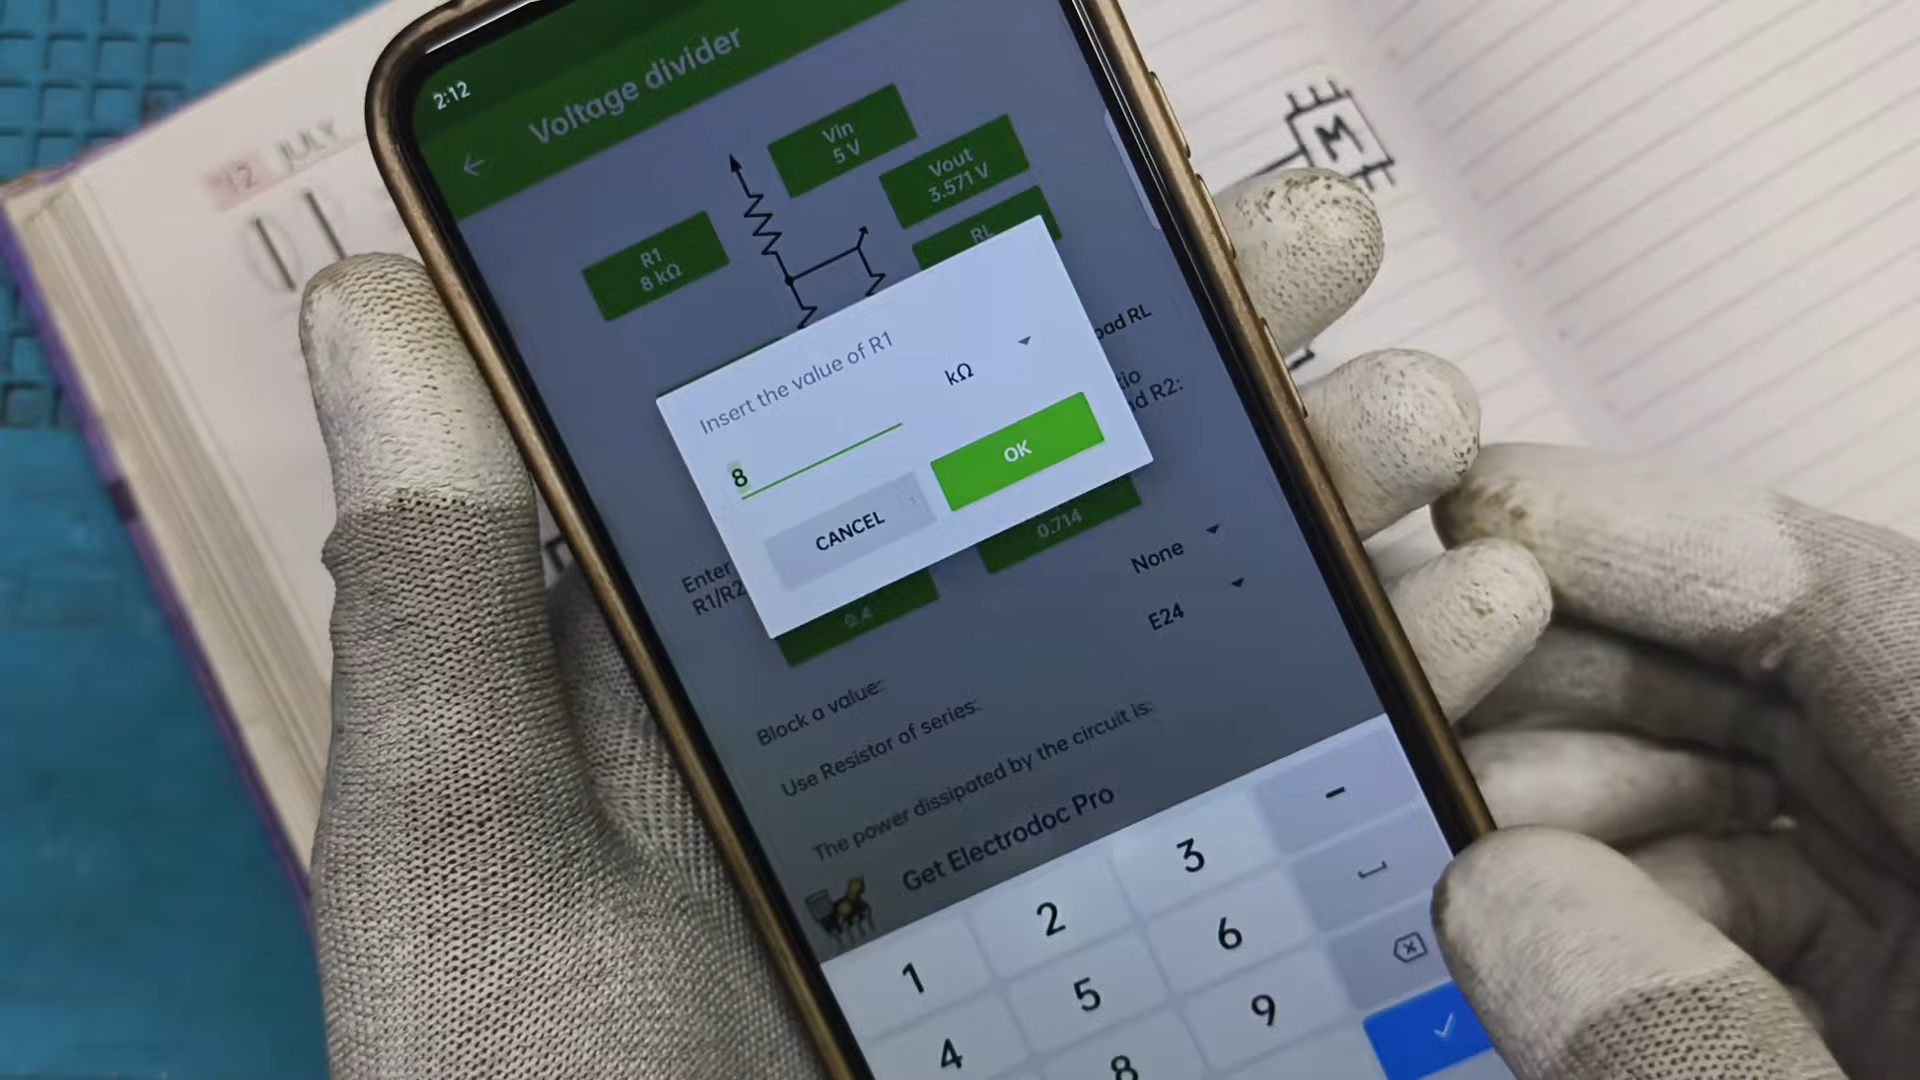 12 JULY
M
2:12
Voltage divider
Vin
5 V
Vout
3.571 V
R1
8 kΩ
RL
Insert the value of R1
kΩ
8
CANCEL
OK
oad RL
tio
nd R2:
Enter
R1/R2
0.4
0.714
Block a value:
None
Use Resistor of series:
E24
The power dissipated by the circuit is:
Get Electrodoc Pro
1
2
3
-
4
5
6
8
9